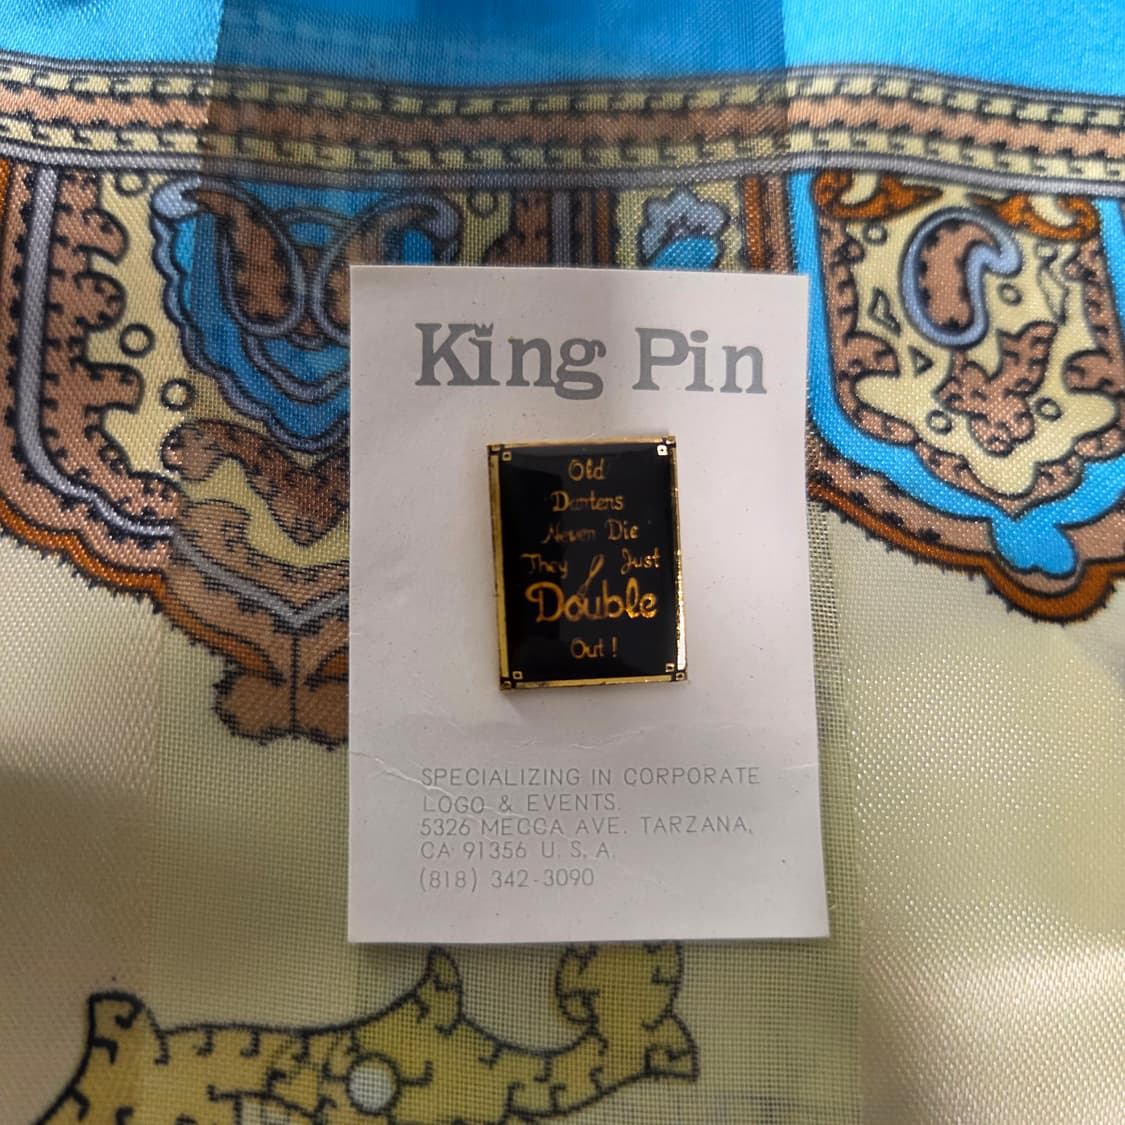 King Pin
Old
Darters
Never Die
They Just
Double
Out !
SPECIALIZING IN CORPORATE
LOGO & EVENTS.
5326 MECCA AVE. TARZANA,
CA 91356 U. S. A.
(818) 342-3090